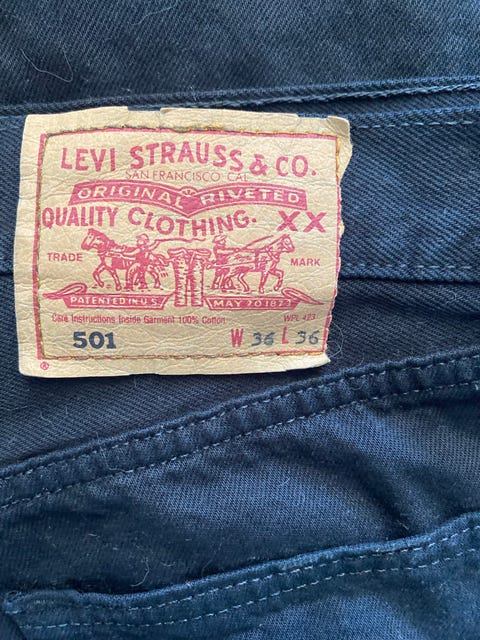 LEVI STRAUSS & CO.
SAN FRANCISCO CAL
ORIGINAL RIVETED
QUALITY CLOTHING. XX
TRADE MARK
PATENTED IN U.S. MAY 20 1873
Care Instructions Inside Garment 100% Cotton WPL 423
501 W 36 L 36
®